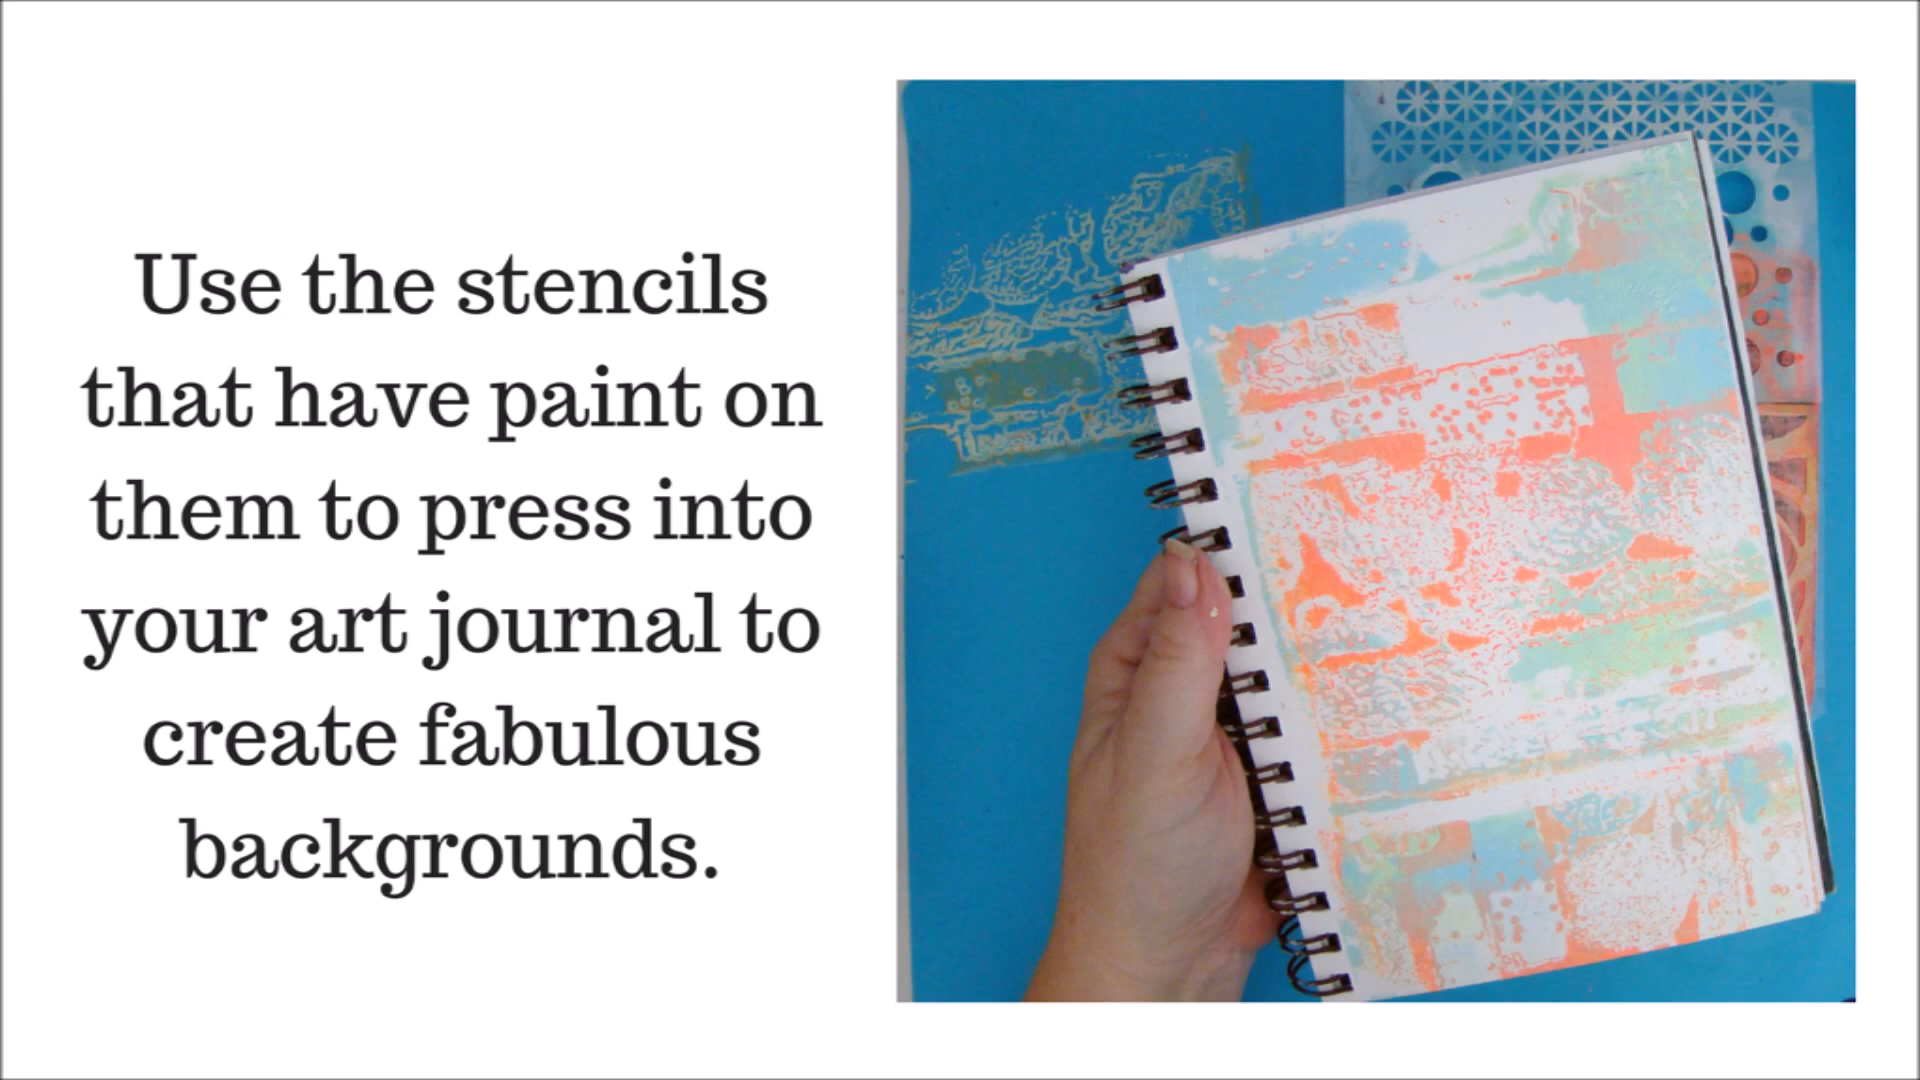 Use the stencils
that have paint on
them to press into
your art journal to
create fabulous
backgrounds.